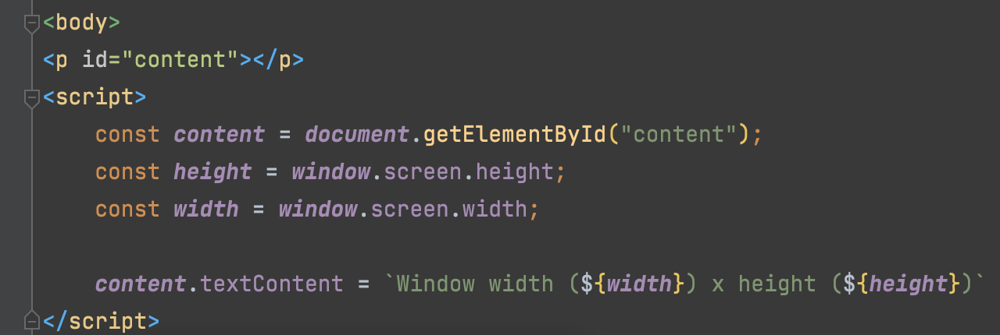 <body>
<p id="content"></p>
<script>
    const content = document.getElementById("content");
    const height = window.screen.height;
    const width = window.screen.width;

    content.textContent = `Window width (${width}) x height (${height})`
</script>